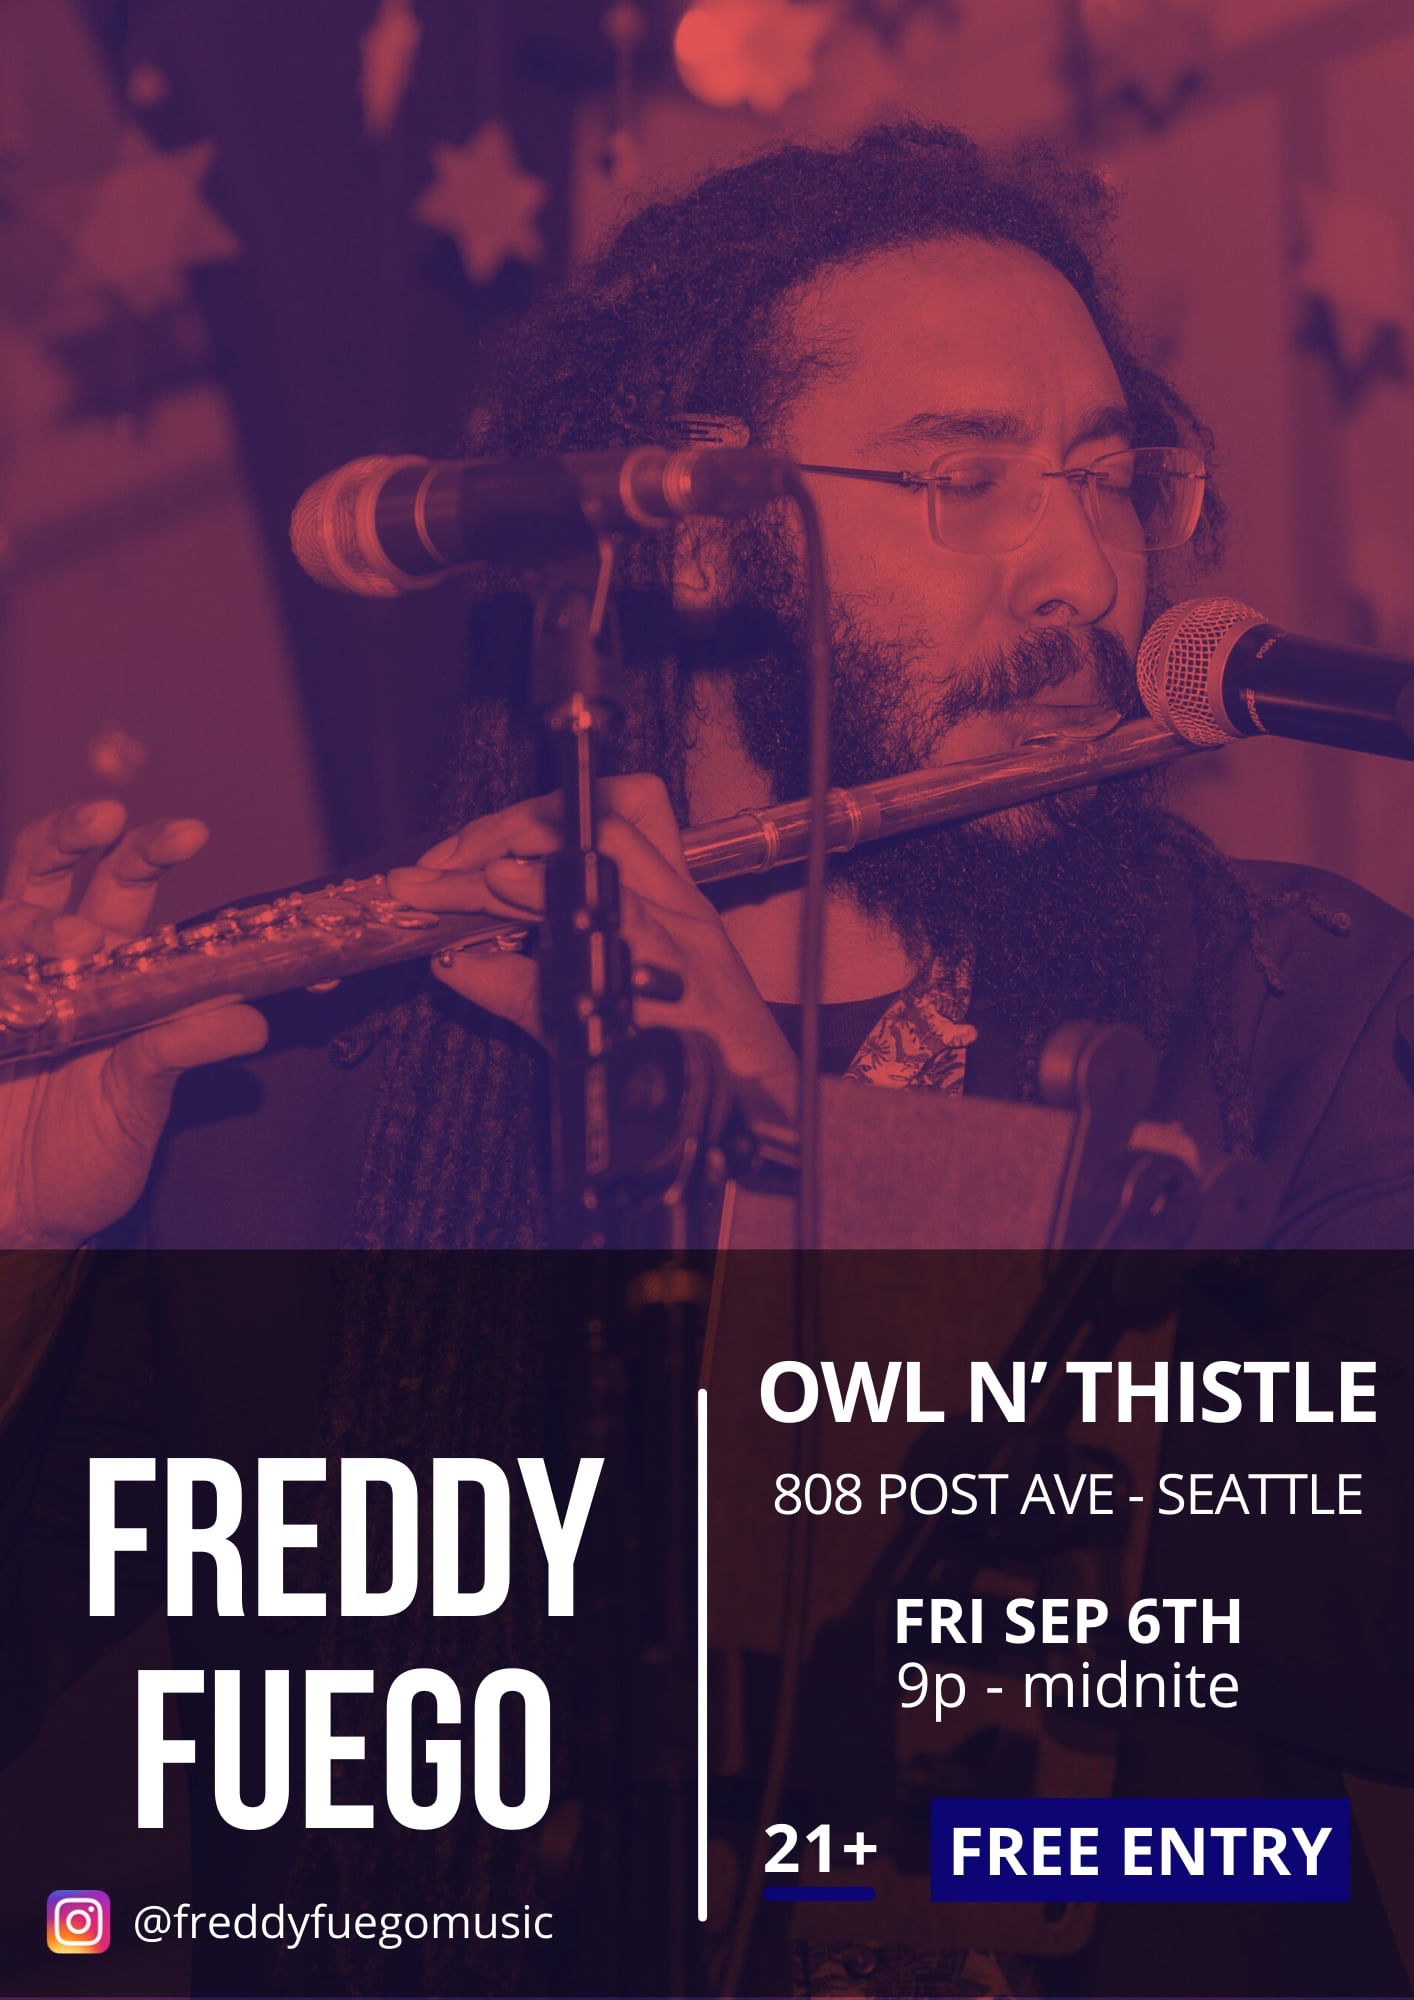 FREDDY
FUEGO
@freddyfuegomusic
OWL N’ THISTLE
808 POST AVE - SEATTLE
FRI SEP 6TH
9p - midnite
21+
FREE ENTRY